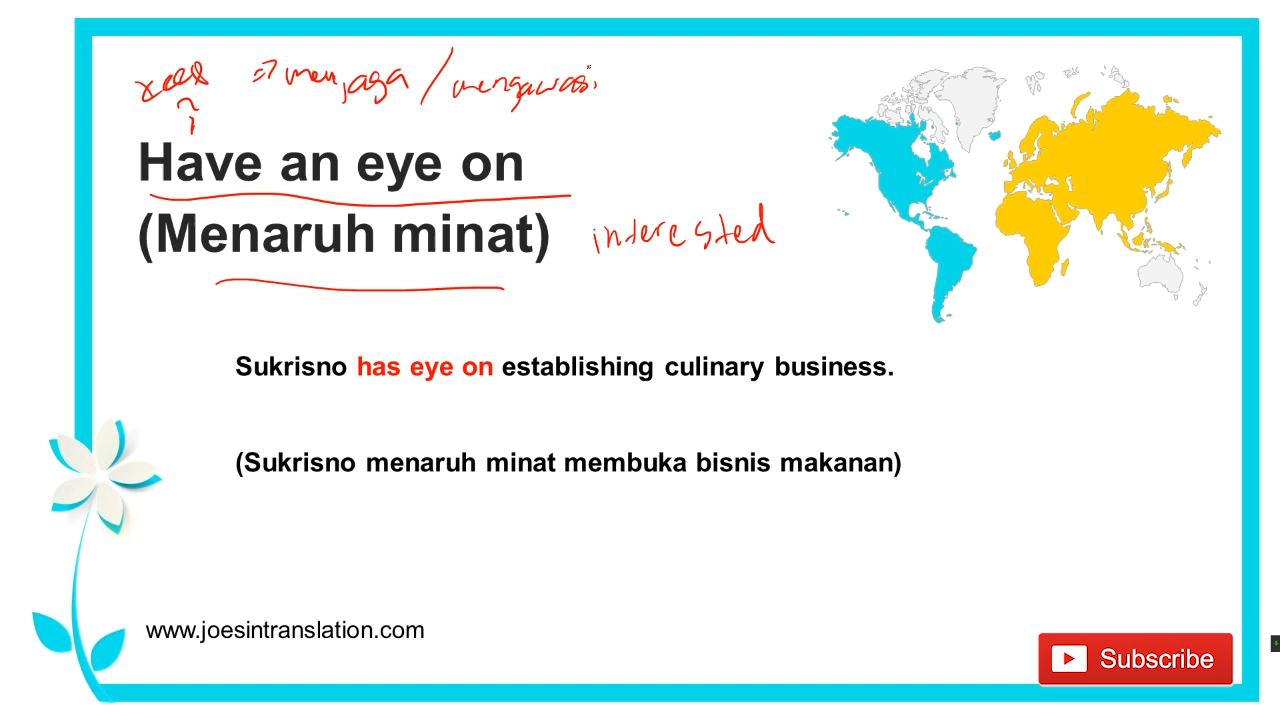 keep => menjaga / mengawasi
?
Have an eye on
(Menaruh minat) interested
Sukrisno has eye on establishing culinary business.
(Sukrisno menaruh minat membuka bisnis makanan)
www.joesintranslation.com
Subscribe